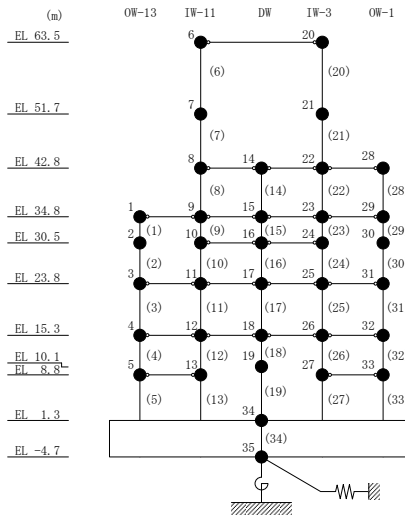 (m) OW-13 IW-11 DW IW-3 OW-1
EL 63.5 6 20
(6) (20)
EL 51.7 7 21
(7) (21)
EL 42.8 8 14 22 28
(8) (14) (22) (28
EL 34.8 1 9 15 23 29
(1) (9) (15) (23) (29
EL 30.5 2 10 16 24 30
(2) (10) (16) (24) (30
EL 23.8 3 11 17 25 31
(3) (11) (17) (25) (31
EL 15.3 4 12 18 26 32
(4) (12) (18) (26) (32
EL 10.1 19
EL 8.8 5 13 27 33
(5) (13) (19) (27) (33
EL 1.3 34
(34)
EL -4.7 35